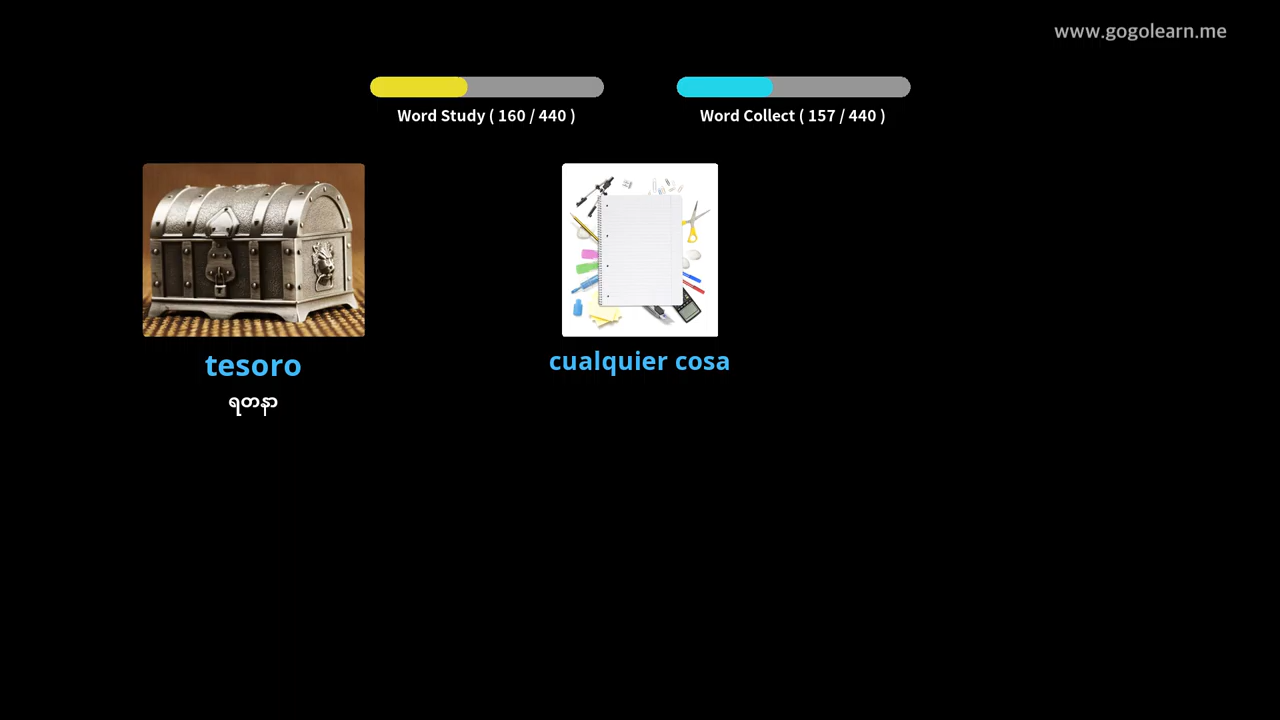 www.gogolearn.me
Word Study ( 160 / 440 )
Word Collect ( 157 / 440 )
tesoro
ရတနာ
cualquier cosa